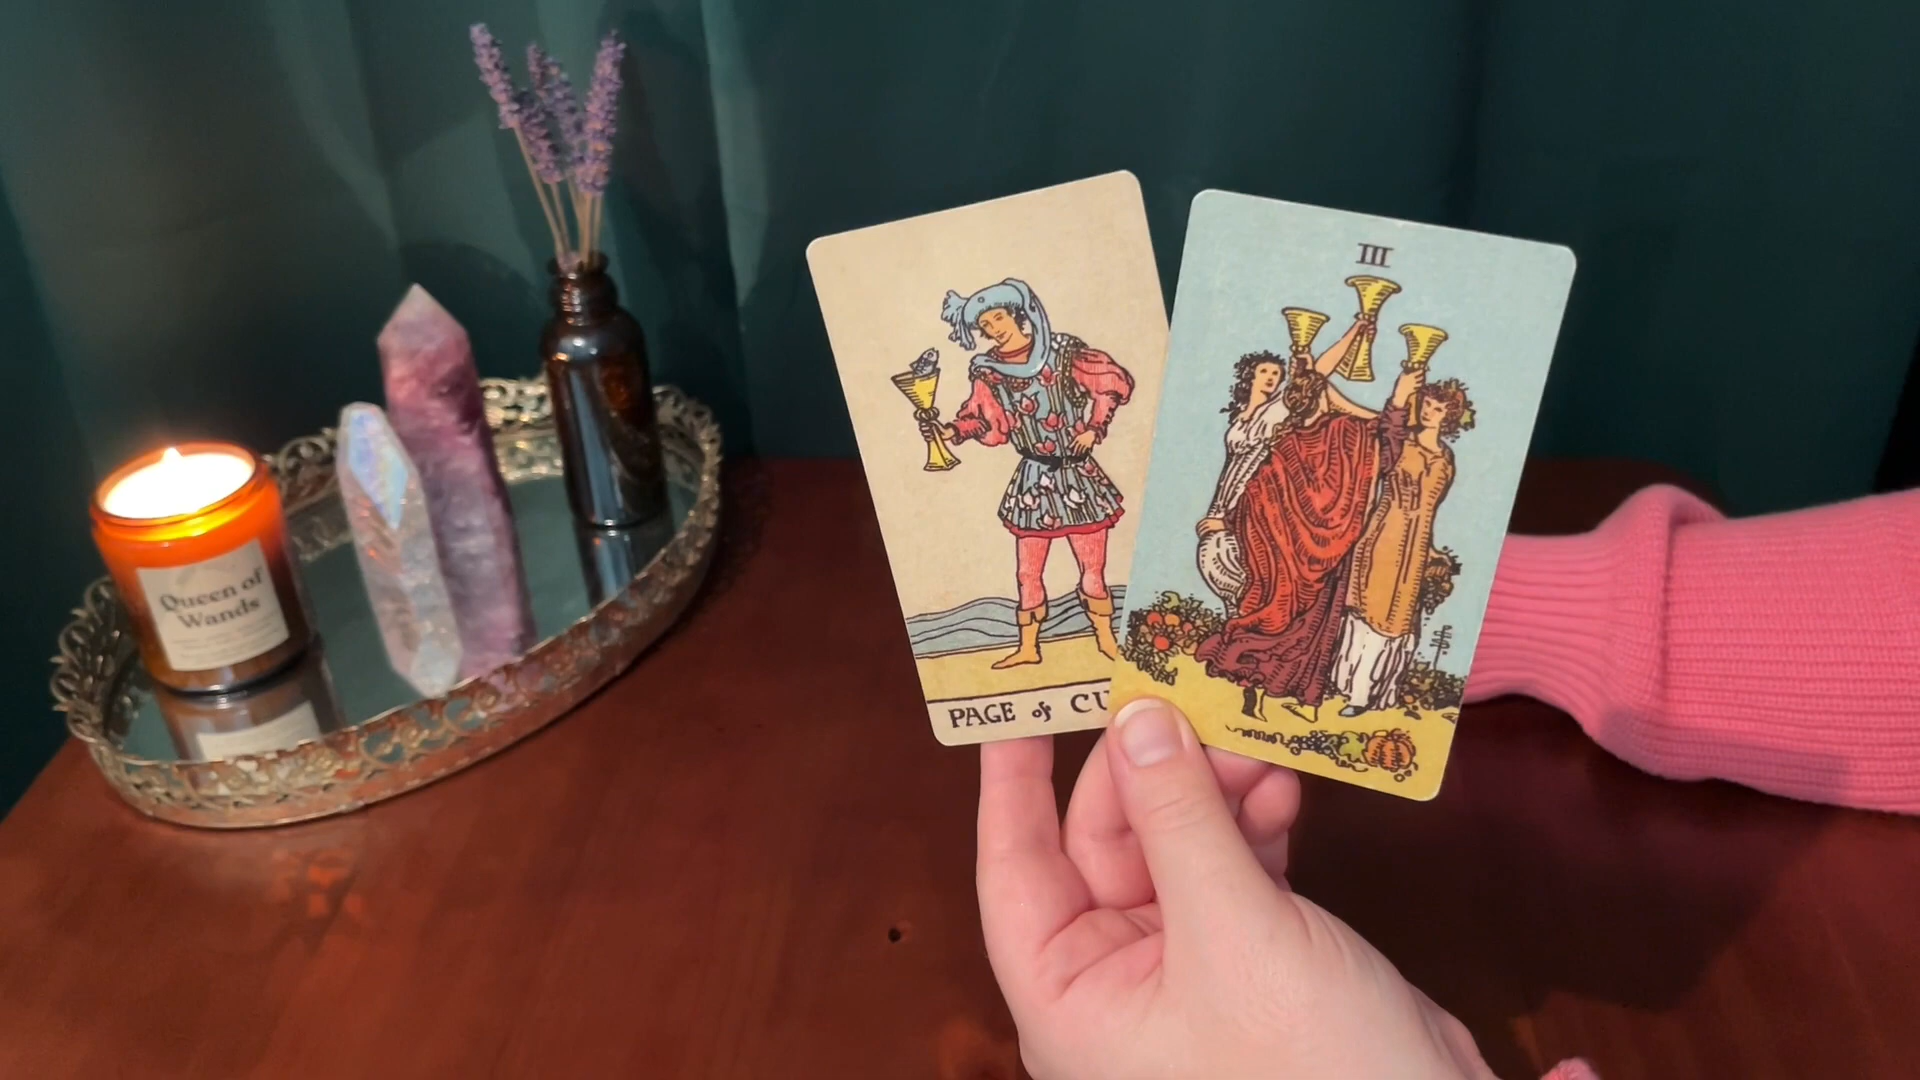 Queen of
Wands
III
PAGE of CU